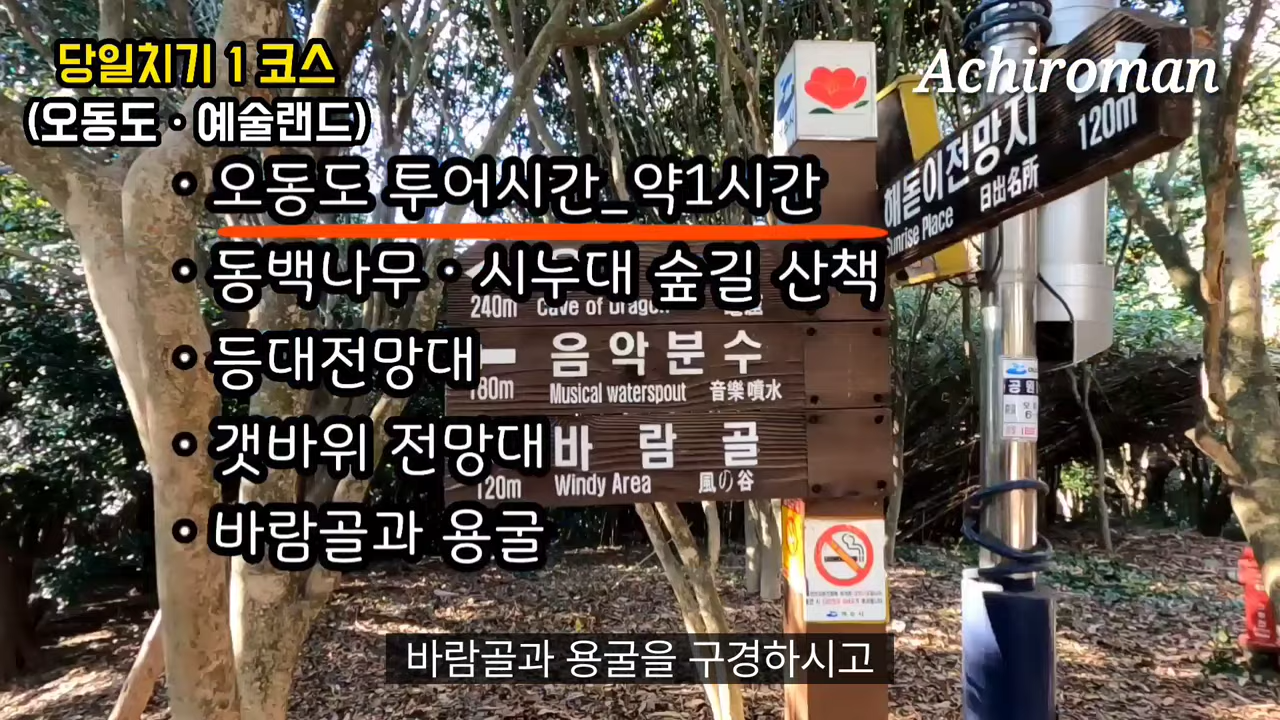 당일치기 1 코스
(오동도 · 예술랜드)
Achiroman
• 오동도 투어시간_약1시간
• 동백나무 · 시누대 숲길 산책
• 등대전망대
• 갯바위 전망대
• 바람골과 용굴
해돋이전망지 120m
Sunrise Place 日出名所
240m Cave of Dragon
음악분수
180m Musical waterspout 音樂噴水
바람골
120m Windy Area 風の谷
공원
바람골과 용굴을 구경하시고